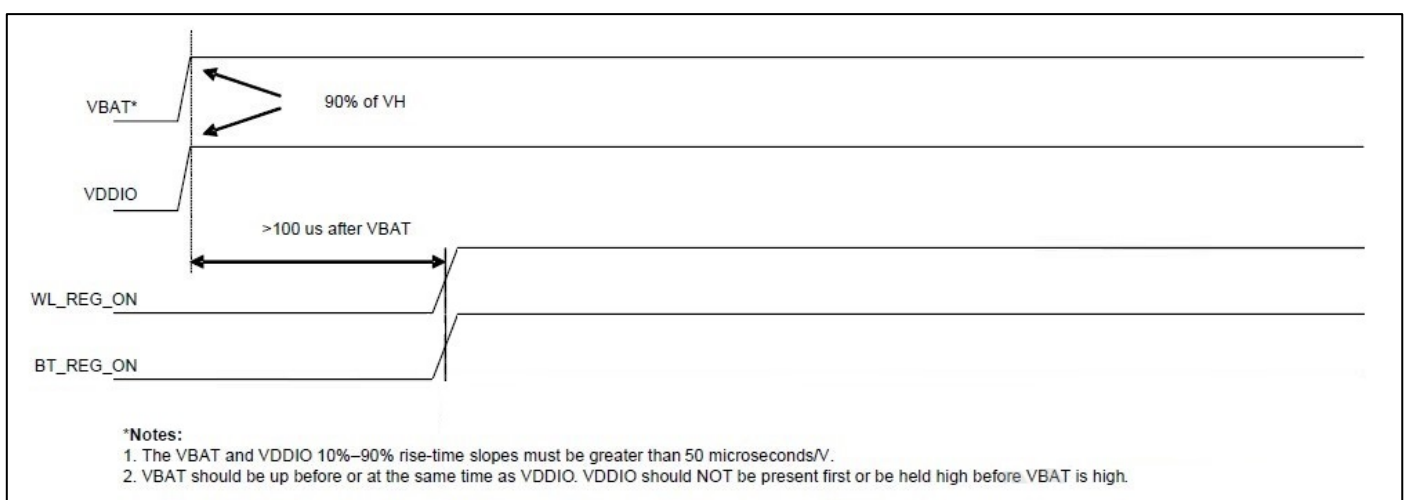 VBAT*
90% of VH
VDDIO
>100 us after VBAT
WL_REG_ON
BT_REG_ON
*Notes:
1. The VBAT and VDDIO 10%–90% rise-time slopes must be greater than 50 microseconds/V.
2. VBAT should be up before or at the same time as VDDIO. VDDIO should NOT be present first or be held high before VBAT is high.